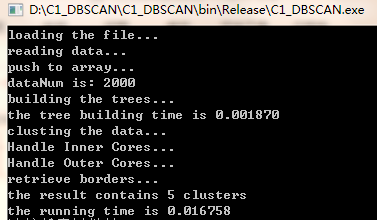 D:\C1_DBSCAN\C1_DBSCAN\bin\Release\C1_DBSCAN.exe
loading the file...
reading data...
push to array...
dataNum is: 2000
building the trees...
the tree building time is 0.001870
clusting the data...
Handle Inner Cores...
Handle Outer Cores...
retrieve borders...
the result contains 5 clusters
the running time is 0.016758